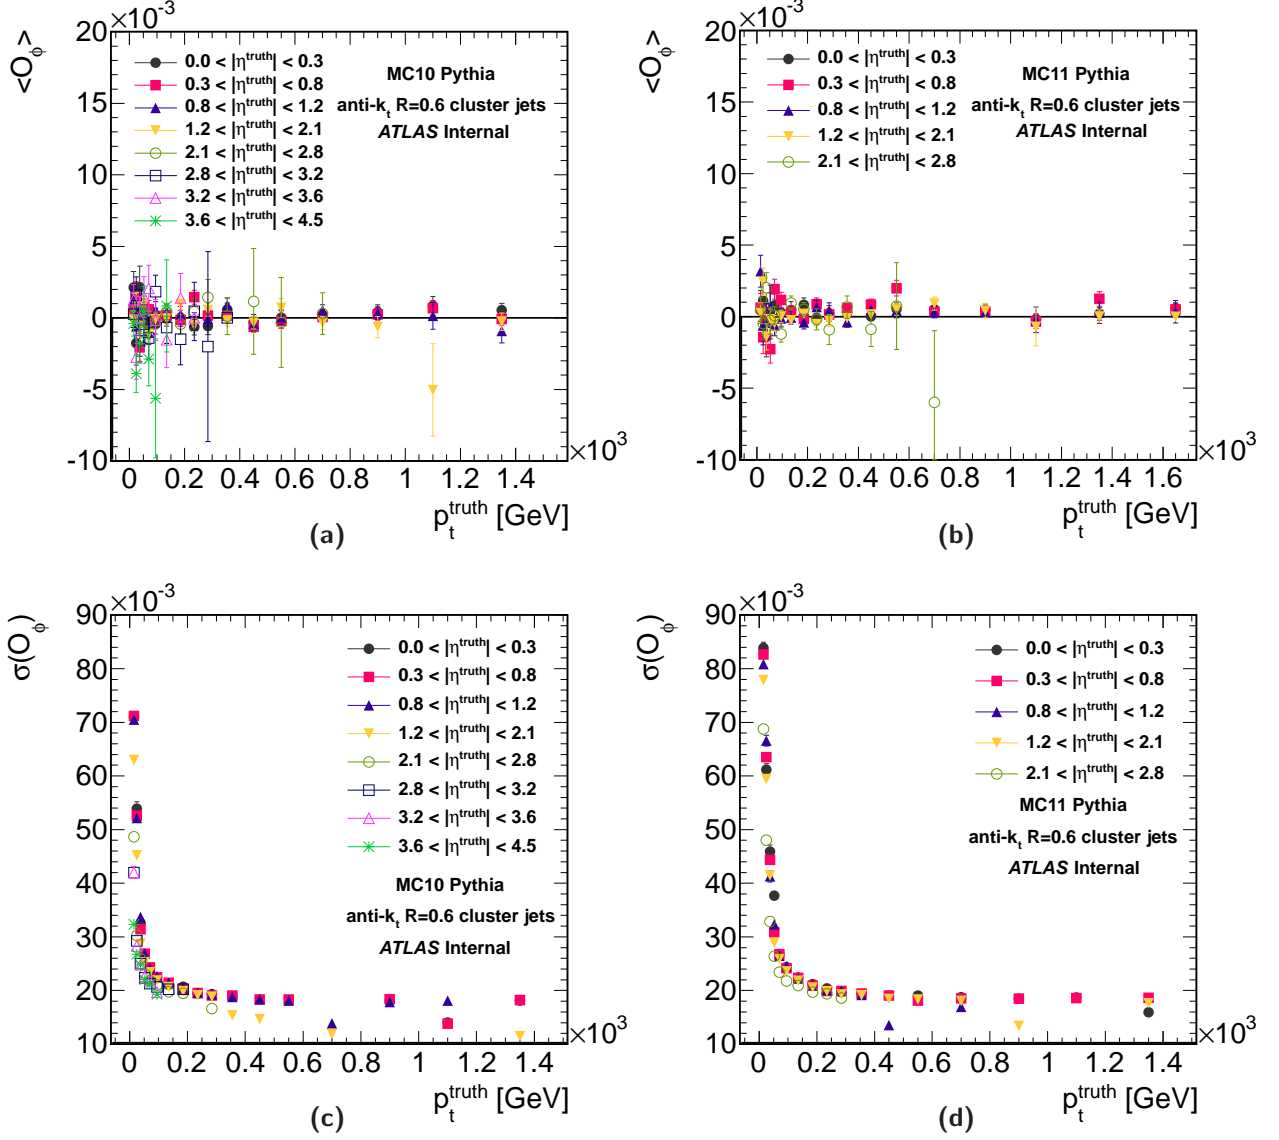 ×10⁻³
<O_ϕ>
20
15
10
5
0
-5
-10
0.0 < |η^truth| < 0.3
0.3 < |η^truth| < 0.8
0.8 < |η^truth| < 1.2
1.2 < |η^truth| < 2.1
2.1 < |η^truth| < 2.8
2.8 < |η^truth| < 3.2
3.2 < |η^truth| < 3.6
3.6 < |η^truth| < 4.5
MC10 Pythia
anti-k_t R=0.6 cluster jets
ATLAS Internal
×10³
0 0.2 0.4 0.6 0.8 1 1.2 1.4
p_t^truth [GeV]
(a)
×10⁻³
<O_ϕ>
20
15
10
5
0
-5
-10
0.0 < |η^truth| < 0.3
0.3 < |η^truth| < 0.8
0.8 < |η^truth| < 1.2
1.2 < |η^truth| < 2.1
2.1 < |η^truth| < 2.8
MC11 Pythia
anti-k_t R=0.6 cluster jets
ATLAS Internal
×10³
0 0.2 0.4 0.6 0.8 1 1.2 1.4 1.6
p_t^truth [GeV]
(b)
×10⁻³
σ(O_ϕ)
90
80
70
60
50
40
30
20
10
0.0 < |η^truth| < 0.3
0.3 < |η^truth| < 0.8
0.8 < |η^truth| < 1.2
1.2 < |η^truth| < 2.1
2.1 < |η^truth| < 2.8
2.8 < |η^truth| < 3.2
3.2 < |η^truth| < 3.6
3.6 < |η^truth| < 4.5
MC10 Pythia
anti-k_t R=0.6 cluster jets
ATLAS Internal
×10³
0 0.2 0.4 0.6 0.8 1 1.2 1.4
p_t^truth [GeV]
(c)
×10⁻³
σ(O_ϕ)
90
80
70
60
50
40
30
20
10
0.0 < |η^truth| < 0.3
0.3 < |η^truth| < 0.8
0.8 < |η^truth| < 1.2
1.2 < |η^truth| < 2.1
2.1 < |η^truth| < 2.8
MC11 Pythia
anti-k_t R=0.6 cluster jets
ATLAS Internal
×10³
0 0.2 0.4 0.6 0.8 1 1.2 1.4
p_t^truth [GeV]
(d)